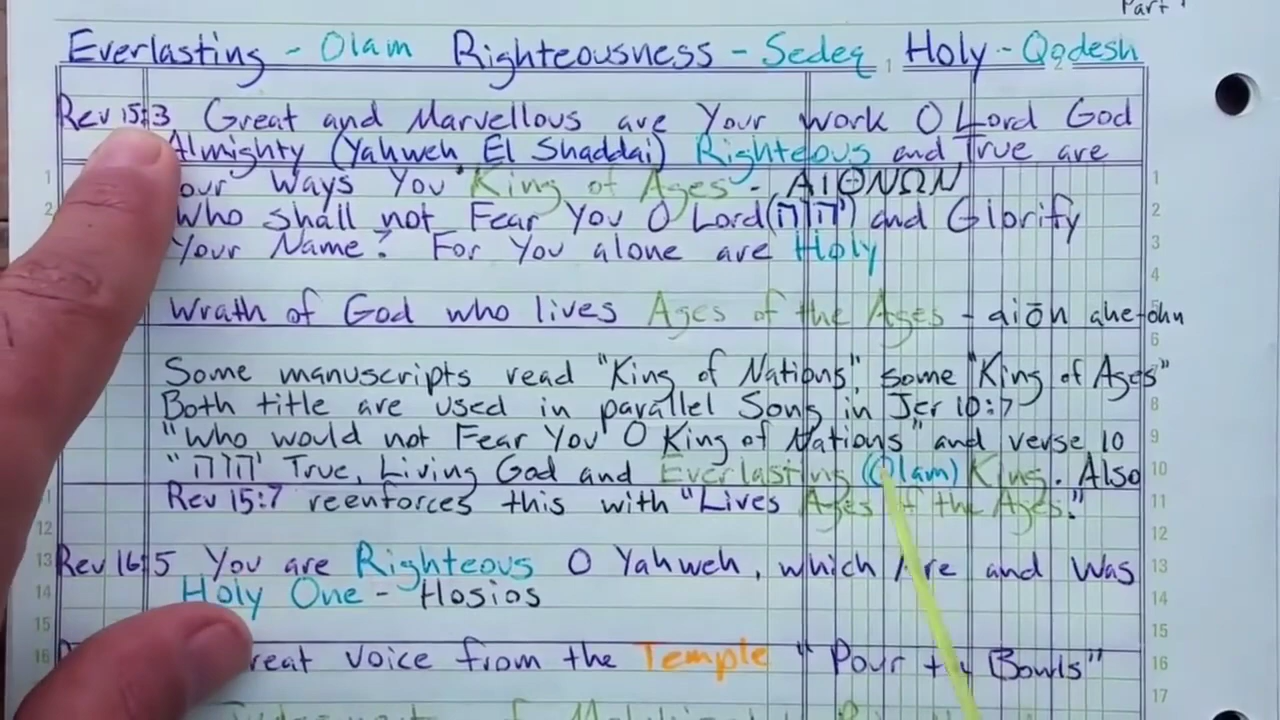 Part
Everlasting - Olam Righteousness - Sedeq Holy - Qodesh
Rev 15:3 Great and Marvellous are Your work O Lord God
Almighty (Yahweh El Shaddai) Righteous and True are
our Ways You King of Ages - ΑΙΘΝΩΝ
Who shall not Fear You O Lord (יהוה) and Glorify
Your Name? For You alone are Holy
Wrath of God who lives Ages of the Ages - aiōn ahe-ohn
Some manuscripts read "King of Nations", some "King of Ages"
Both title are used in parallel Song in Jer 10:7
"Who would not Fear You O King of Nations" and verse 10
"יהוה True, Living God and Everlasting (Olam) King. Also
Rev 15:7 reenforces this with "Lives Ages of the Ages."
Rev 16:5 You are Righteous O Yahweh, which Are and Was
Holy One - Hosios
reat voice from the Temple "Pour the Bowls"